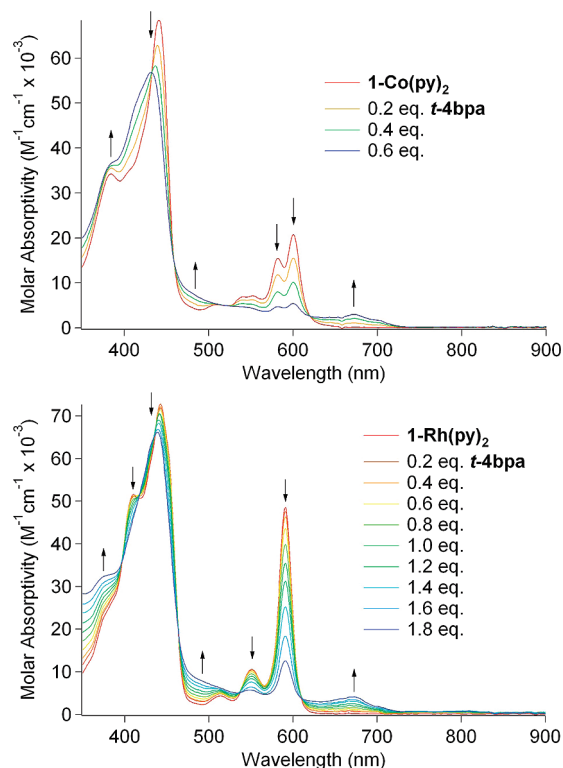 60
50
40
30
20
10
0
Molar Absorptivity (M⁻¹cm⁻¹ x 10⁻³)
1-Co(py)₂
0.2 eq. t-4bpa
0.4 eq.
0.6 eq.
400 500 600 700 800 900
Wavelength (nm)
70
60
50
40
30
20
10
0
Molar Absorptivity (M⁻¹cm⁻¹ x 10⁻³)
1-Rh(py)₂
0.2 eq. t-4bpa
0.4 eq.
0.6 eq.
0.8 eq.
1.0 eq.
1.2 eq.
1.4 eq.
1.6 eq.
1.8 eq.
400 500 600 700 800 900
Wavelength (nm)